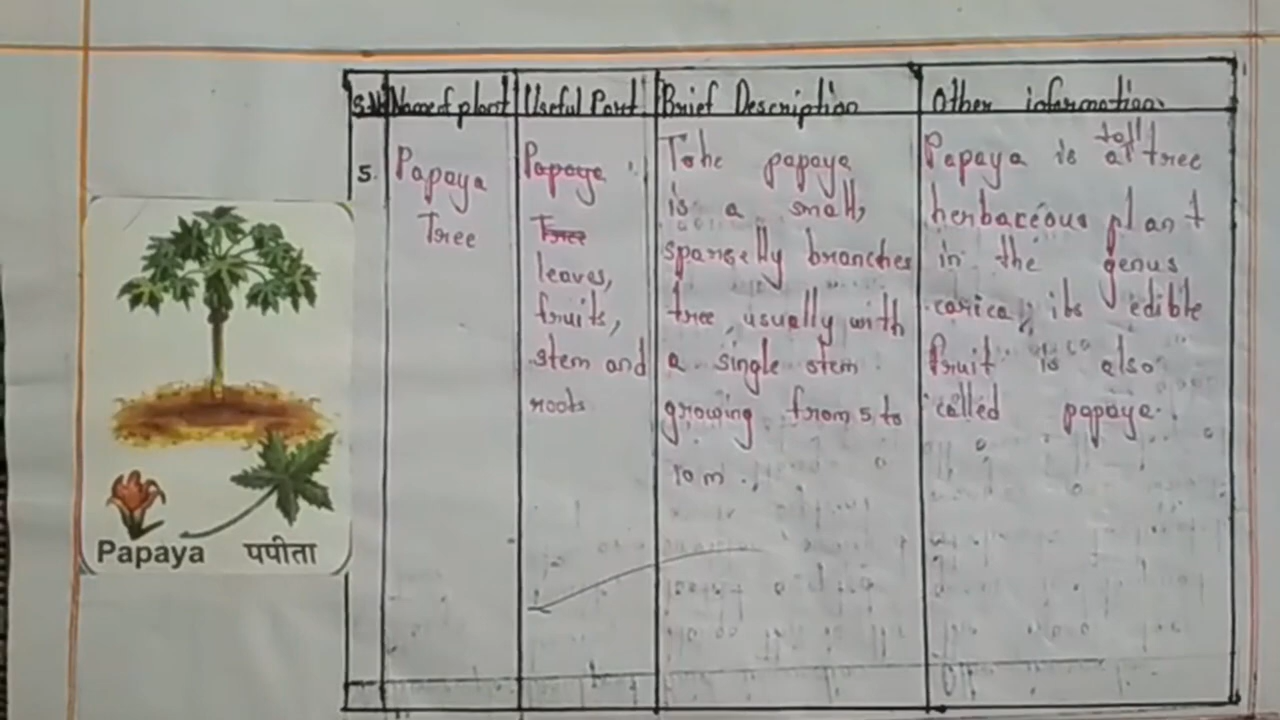 S.No Name of plant Useful Part Brief Description Other information
5. Papaya Tree
Papaya
Tree
leaves,
fruits,
stem and
roots
Tohe papaya
is a small,
sparselly branches
tree, usually with
a single stem
growing from 5 to
10 m.
Papaya is a tall tree
herbaceous plant
in the genus
carica; its edible
fruit is also
called papaya.
Papaya पपीता